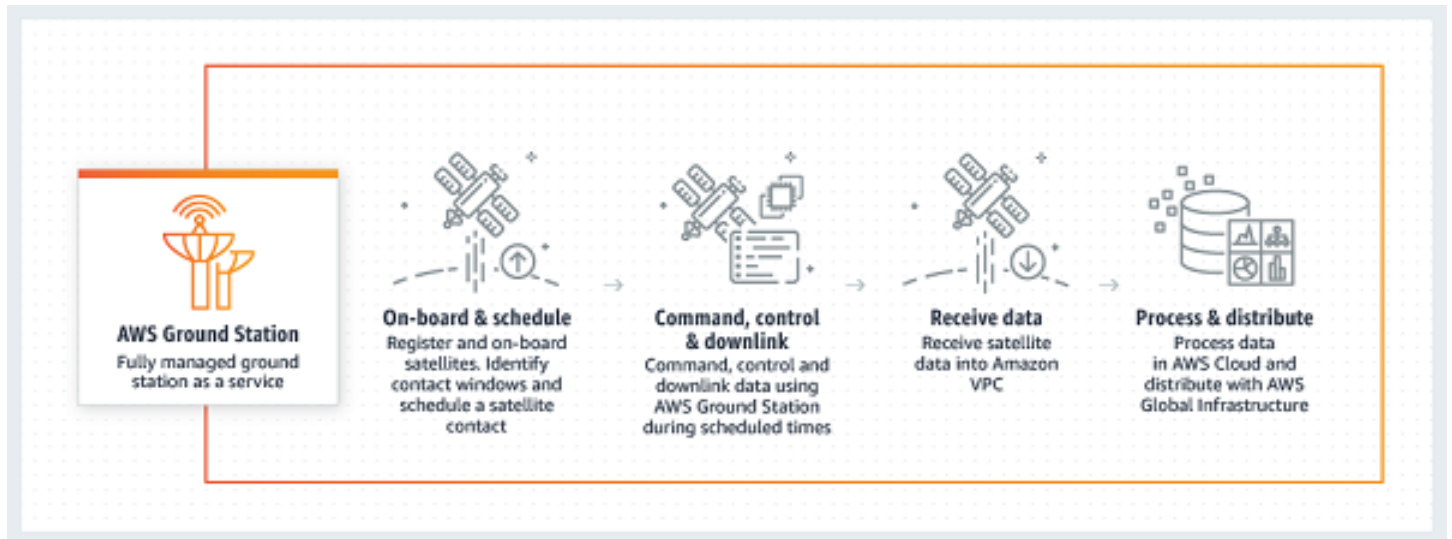 AWS Ground Station
Fully managed ground
station as a service
On-board & schedule
Register and on-board
satellites. Identify
contact windows and
schedule a satellite
contact
Command, control
& downlink
Command, control and
downlink data using
AWS Ground Station
during scheduled times
Receive data
Receive satellite
data into Amazon
VPC
Process & distribute
Process data
in AWS Cloud and
distribute with AWS
Global Infrastructure